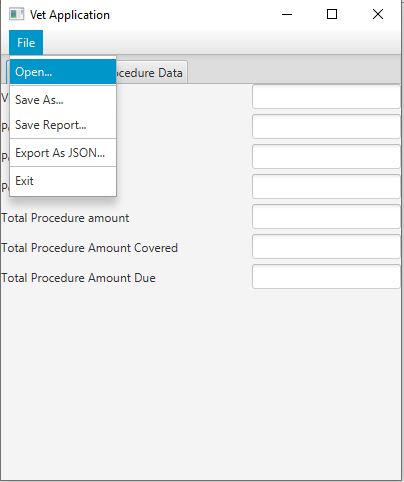 Vet Application
File
Open...
Procedure Data
Save As...
Save Report...
Export As JSON...
Exit
Total Procedure amount
Total Procedure Amount Covered
Total Procedure Amount Due